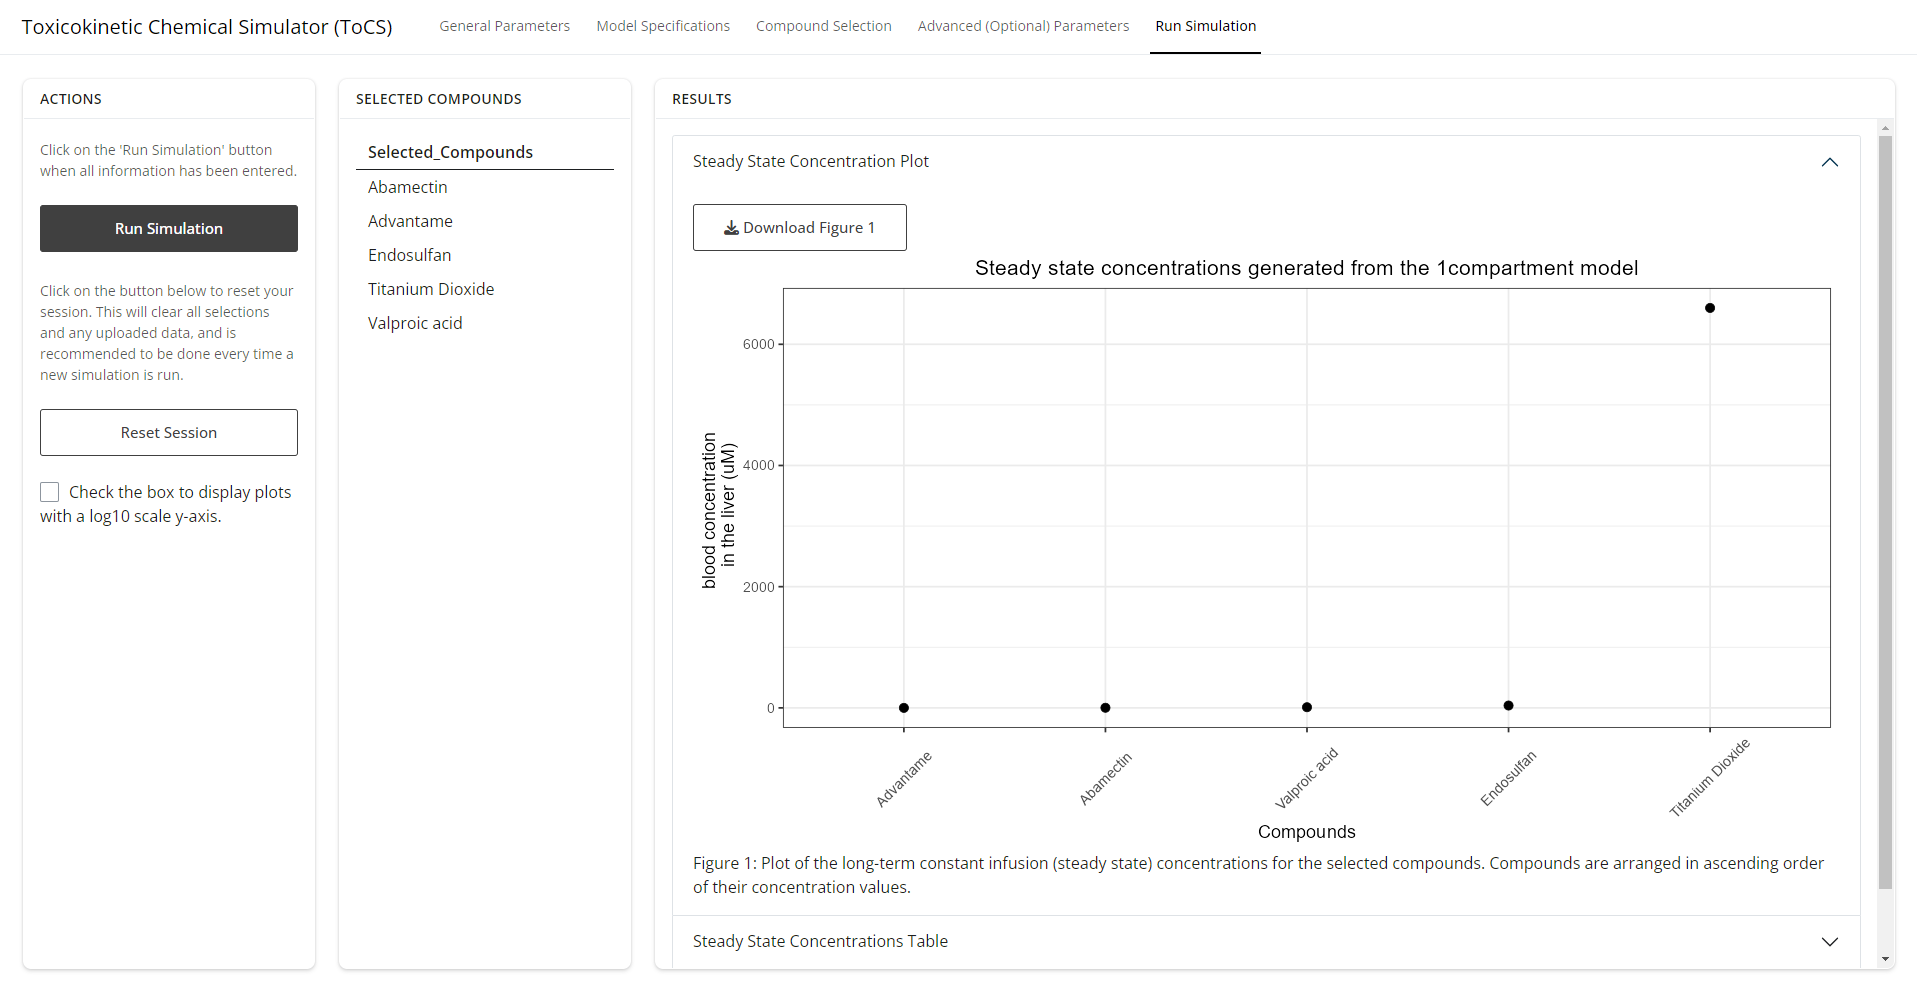 Toxicokinetic Chemical Simulator (ToCS)
General Parameters
Model Specifications
Compound Selection
Advanced (Optional) Parameters
Run Simulation
ACTIONS
Click on the 'Run Simulation' button
when all information has been entered.
Run Simulation
Click on the button below to reset your
session. This will clear all selections
and any uploaded data, and is
recommended to be done every time a
new simulation is run.
Reset Session
Check the box to display plots
with a log10 scale y-axis.
SELECTED COMPOUNDS
Selected_Compounds
Abamectin
Advantame
Endosulfan
Titanium Dioxide
Valproic acid
RESULTS
Steady State Concentration Plot
Download Figure 1
Steady state concentrations generated from the 1compartment model
blood concentration
in the liver (uM)
6000
4000
2000
0
Advantame
Abamectin
Valproic acid
Endosulfan
Titanium Dioxide
Compounds
Figure 1: Plot of the long-term constant infusion (steady state) concentrations for the selected compounds. Compounds are arranged in ascending order
of their concentration values.
Steady State Concentrations Table